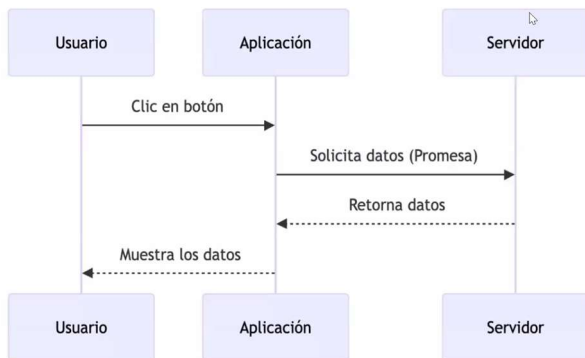 Usuario
Aplicación
Servidor
Clic en botón
Solicita datos (Promesa)
Retorna datos
Muestra los datos
Usuario
Aplicación
Servidor